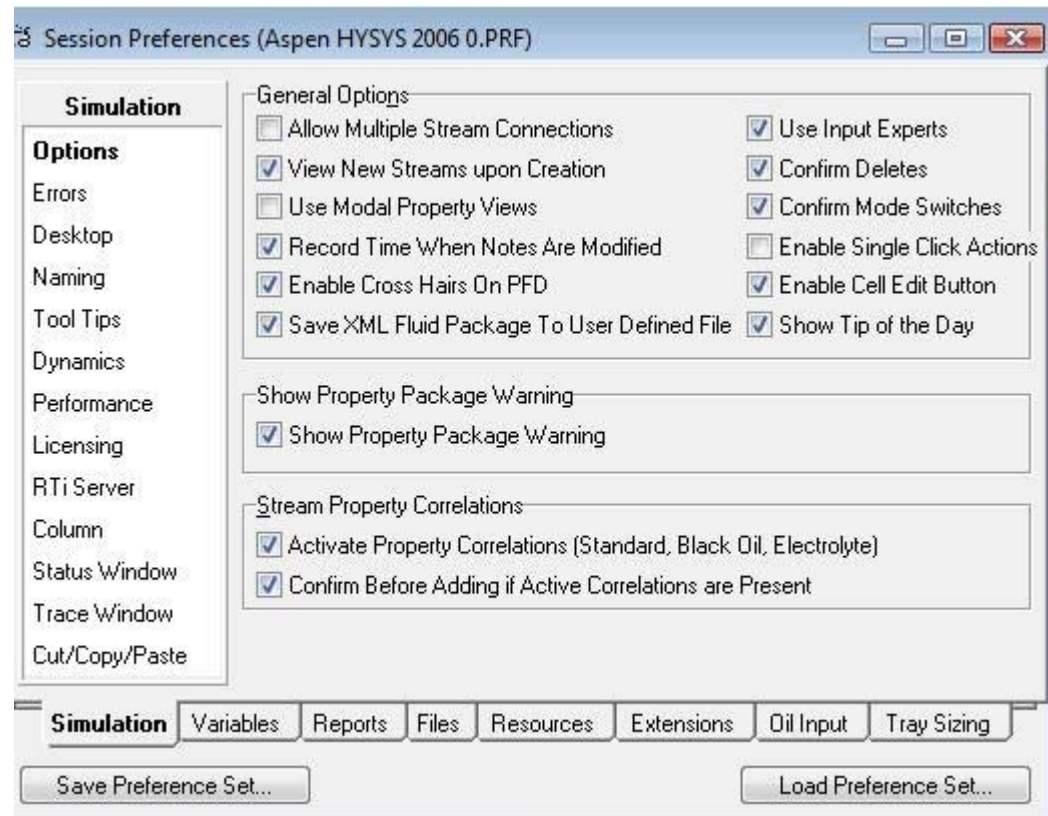 Session Preferences (Aspen HYSYS 2006 0.PRF)
Simulation
Options
Errors
Desktop
Naming
Tool Tips
Dynamics
Performance
Licensing
RTi Server
Column
Status Window
Trace Window
Cut/Copy/Paste
General Options
Allow Multiple Stream Connections
View New Streams upon Creation
Use Modal Property Views
Record Time When Notes Are Modified
Enable Cross Hairs On PFD
Save XML Fluid Package To User Defined File
Use Input Experts
Confirm Deletes
Confirm Mode Switches
Enable Single Click Actions
Enable Cell Edit Button
Show Tip of the Day
Show Property Package Warning
Show Property Package Warning
Stream Property Correlations
Activate Property Correlations (Standard, Black Oil, Electrolyte)
Confirm Before Adding if Active Correlations are Present
Simulation Variables Reports Files Resources Extensions Oil Input Tray Sizing
Save Preference Set... Load Preference Set...